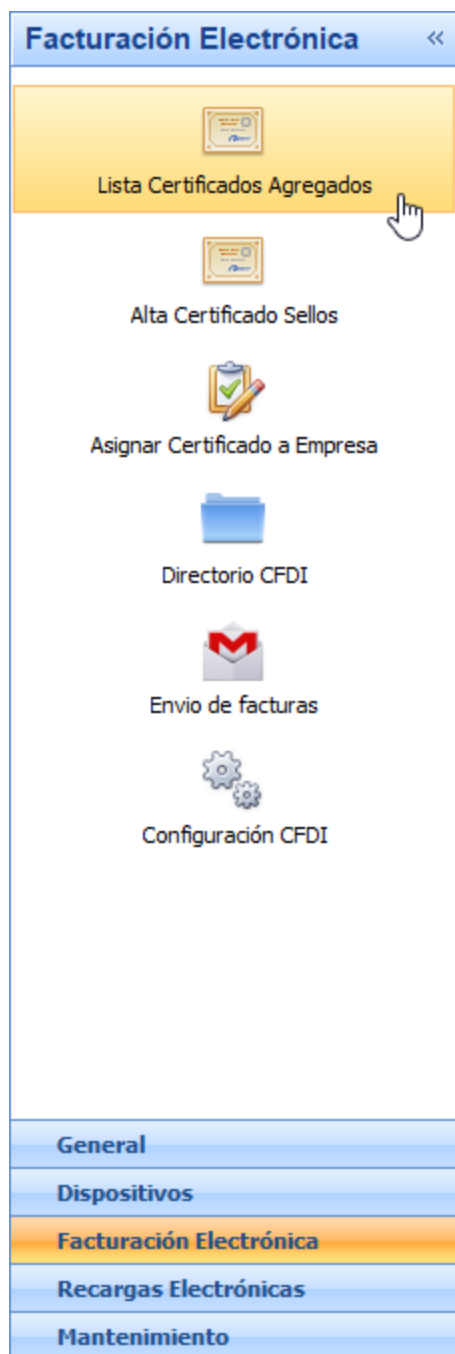 Facturación Electrónica «
Lista Certificados Agregados
Alta Certificado Sellos
Asignar Certificado a Empresa
Directorio CFDI
Envio de facturas
Configuración CFDI
General
Dispositivos
Facturación Electrónica
Recargas Electrónicas
Mantenimiento